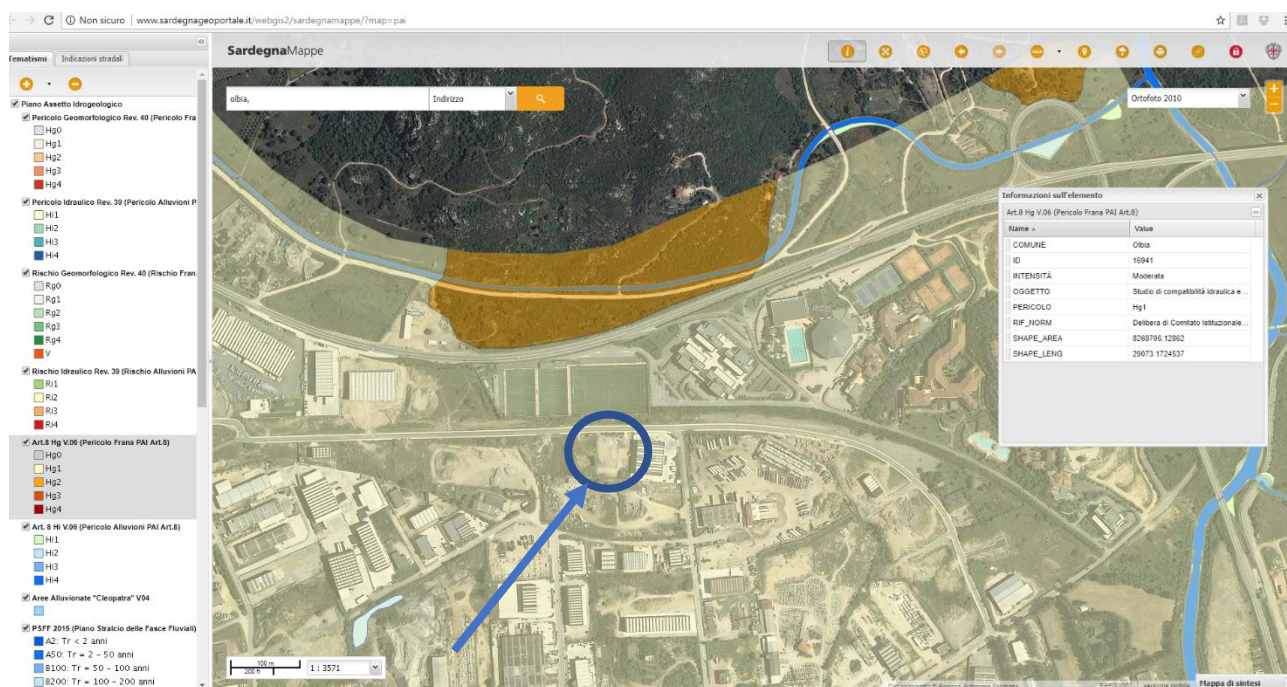 Non sicuro | www.sardegnageoportale.it/webgis2/sardegnamappe/?map=pai
Tematismi
Indicazioni stradali
SardegnaMappe
Piano Assetto Idrogeologico
Pericolo Geomorfologico Rev. 40 (Pericolo Fra
Hg0
Hg1
Hg2
Hg3
Hg4
Pericolo Idraulico Rev. 39 (Pericolo Alluvioni P
Hi1
Hi2
Hi3
Hi4
Rischio Geomorfologico Rev. 40 (Rischio Fran
Rg0
Rg1
Rg2
Rg3
Rg4
V
Rischio Idraulico Rev. 39 (Rischio Alluvioni PA
Ri1
Ri2
Ri3
Ri4
Art.8 Hg V.06 (Pericolo Frana PAI Art.8)
Hg0
Hg1
Hg2
Hg3
Hg4
Art. 8 Hi V.06 (Pericolo Alluvioni PAI Art.8)
Hi1
Hi2
Hi3
Hi4
Aree Alluvionate "Cleopatra" V04
PSFF 2015 (Piano Stralcio delle Fasce Fluviali)
A2: Tr < 2 anni
A50: Tr = 2 - 50 anni
B100: Tr = 50 - 100 anni
B200: Tr = 100 - 200 anni
olbia,
Indirizzo
Ortofoto 2010
Informazioni sull'elemento
Art.8 Hg V.06 (Pericolo Frana PAI Art.8)
Name Value
COMUNE Olbia
ID 16941
INTENSITÀ Moderata
OGGETTO Studio di compatibilità idraulica e...
PERICOLO Hg1
RIF_NORM Delibera di Comitato Istituzionale...
SHAPE_AREA 8269706.12862
SHAPE_LENG 29073.1724537
100 m
200 ft
1 : 3571
Mappa di sintesi